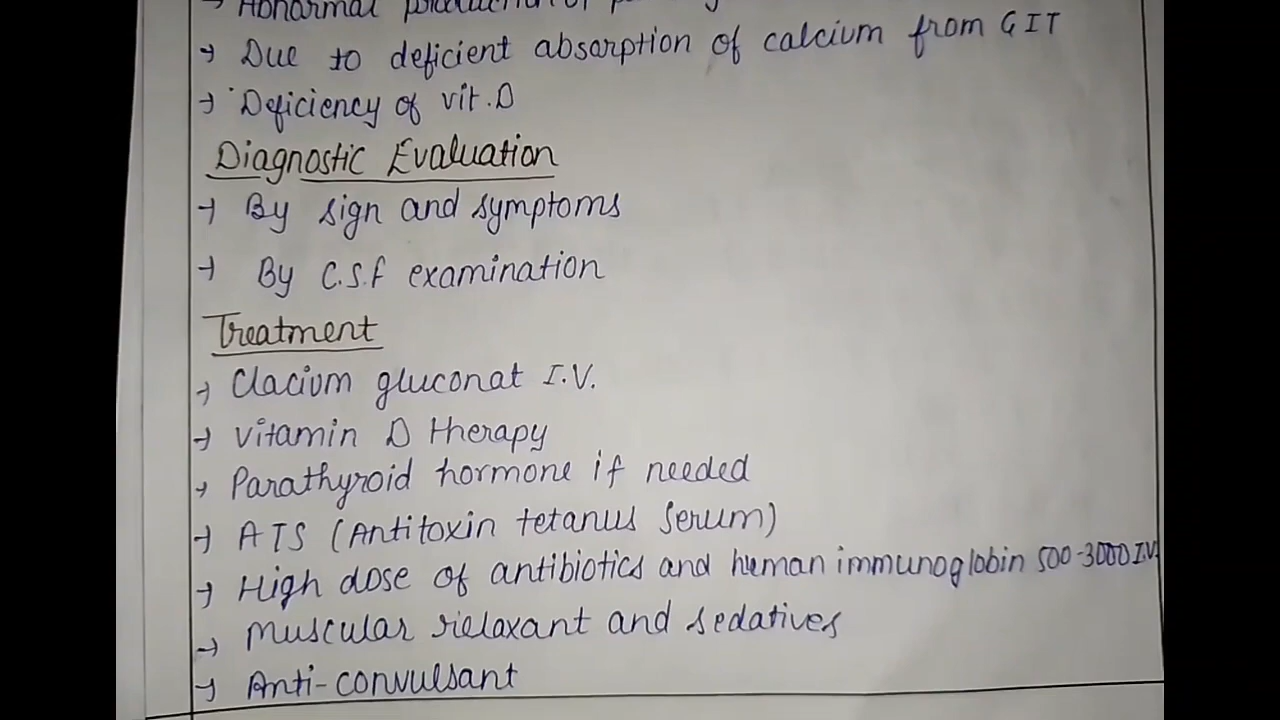 → Abnormal
→ Due to deficient absorption of calcium from GIT
→ Deficiency of vit. D
Diagnostic Evaluation
→ By sign and symptoms
→ By C.S.f examination
Treatment
→ Clacium gluconat I.V.
→ Vitamin D therapy
→ Parathyroid hormone if needed
→ ATS (Antitoxin tetanus serum)
→ High dose of antibiotics and human immunoglobin 500-3000 I.V.
→ Muscular rielaxant and sedatives
→ Anti-convulsant